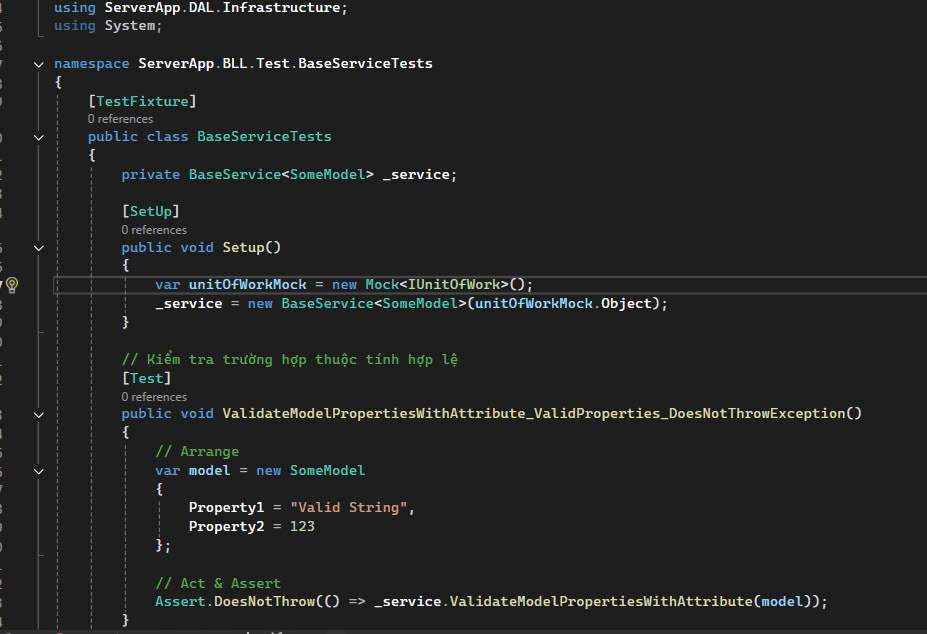 using ServerApp.DAL.Infrastructure;
using System;
namespace ServerApp.BLL.Test.BaseServiceTests
{
[TestFixture]
0 references
public class BaseServiceTests
{
private BaseService<SomeModel> _service;
[SetUp]
0 references
public void Setup()
{
var unitOfWorkMock = new Mock<IUnitOfWork>();
_service = new BaseService<SomeModel>(unitOfWorkMock.Object);
}
// Kiểm tra trường hợp thuộc tính hợp lệ
[Test]
0 references
public void ValidateModelPropertiesWithAttribute_ValidProperties_DoesNotThrowException()
{
// Arrange
var model = new SomeModel
{
Property1 = "Valid String",
Property2 = 123
};
// Act & Assert
Assert.DoesNotThrow(() => _service.ValidateModelPropertiesWithAttribute(model));
}